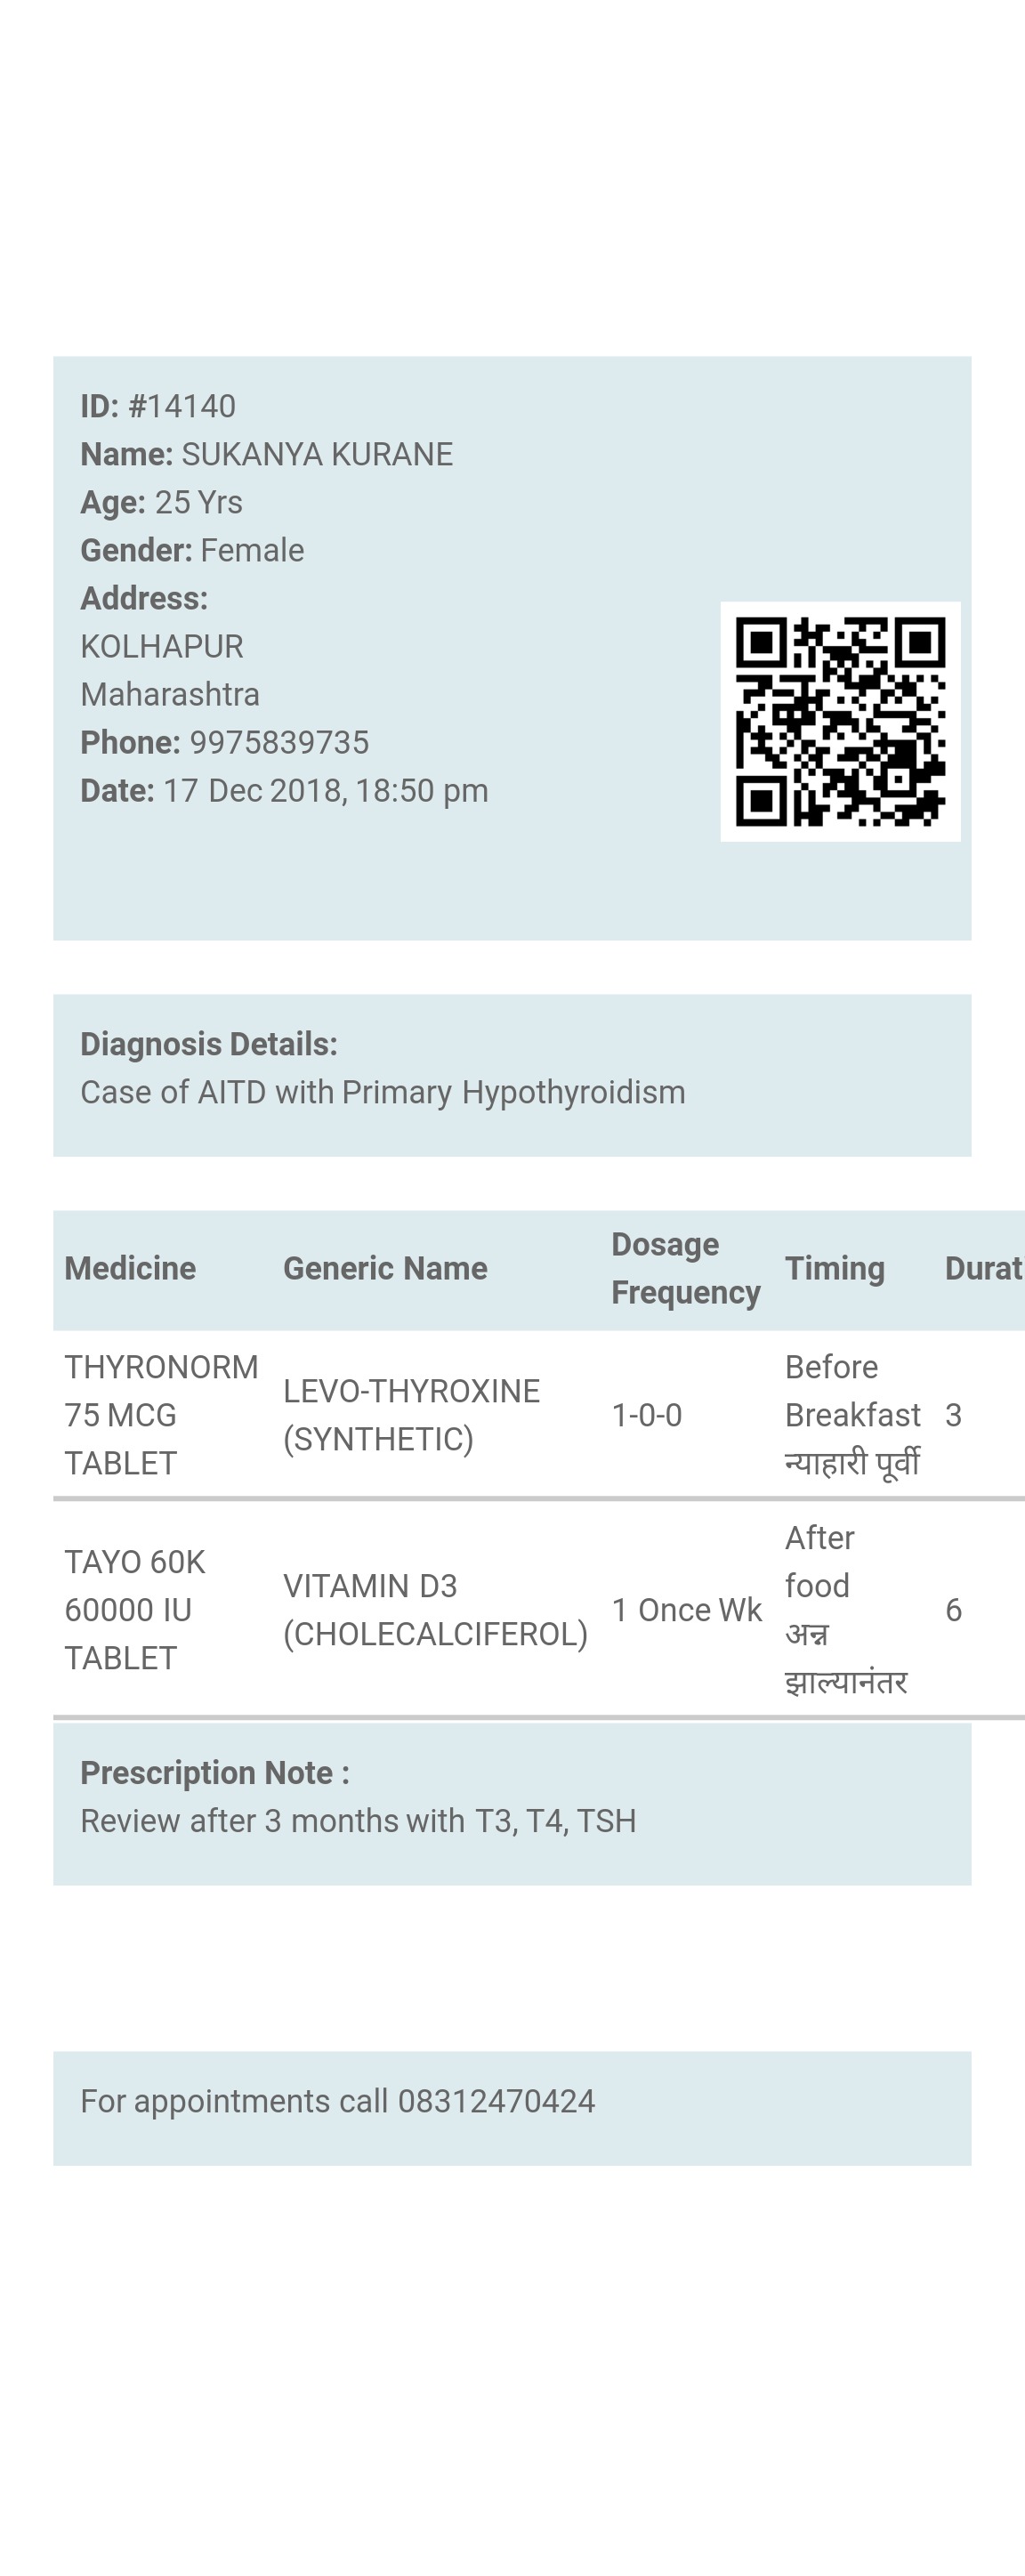 ID: #14140
Name: SUKANYA KURANE
Age: 25 Yrs
Gender: Female
Address:
KOLHAPUR
Maharashtra
Phone: 9975839735
Date: 17 Dec 2018, 18:50 pm
Diagnosis Details:
Case of AITD with Primary Hypothyroidism
Medicine Generic Name Dosage Frequency Timing
THYRONORM 75 MCG TABLET LEVO-THYROXINE (SYNTHETIC) 1-0-0 Before Breakfast न्याहारी पूर्वी 3
TAYO 60K 60000 IU TABLET VITAMIN D3 (CHOLECALCIFEROL) 1 Once Wk After food अन्न झाल्यानंतर 6
Prescription Note :
Review after 3 months with T3, T4, TSH
For appointments call 08312470424